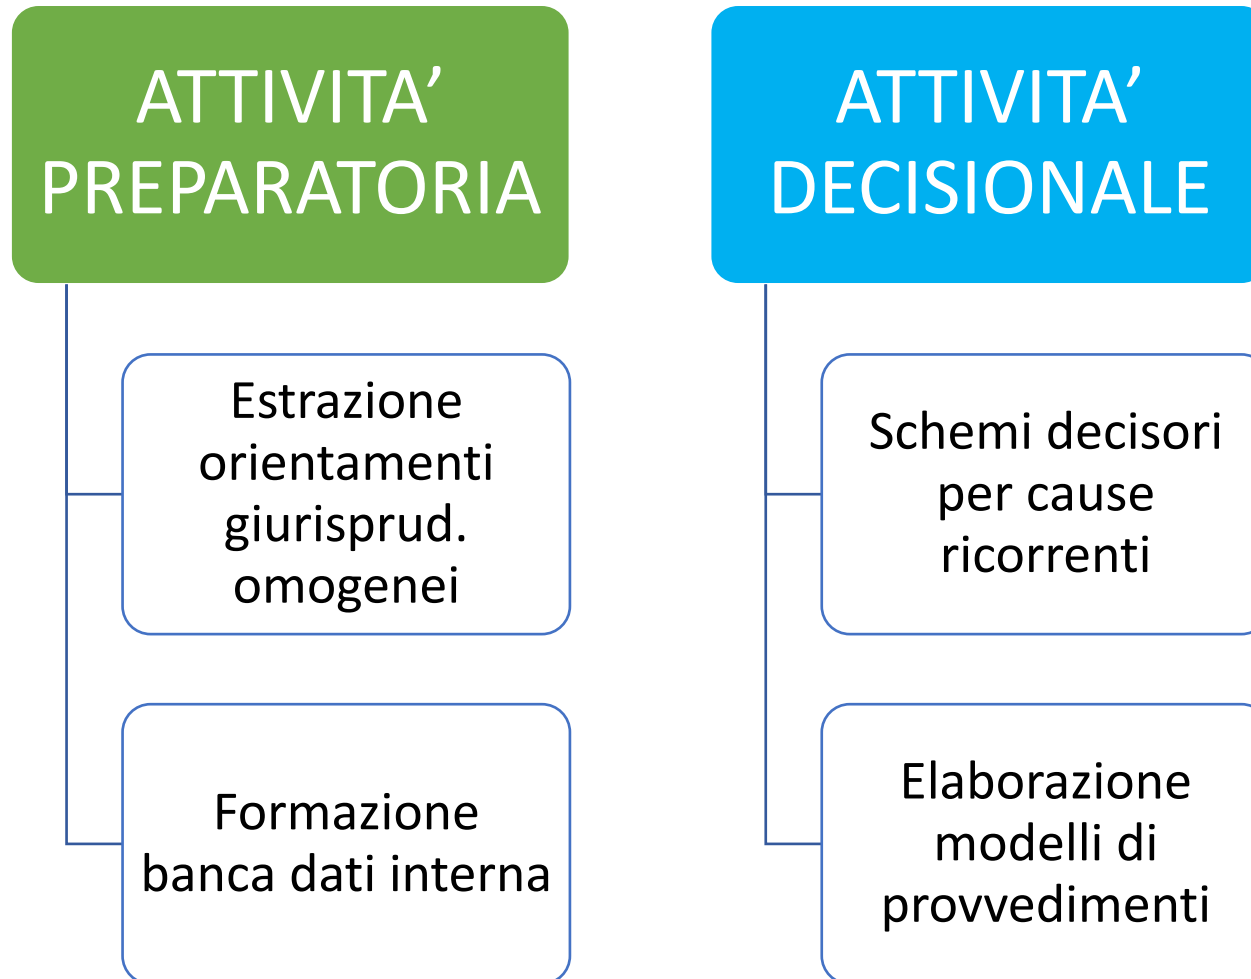 ATTIVITA’
PREPARATORIA
Estrazione
orientamenti
giurisprud.
omogenei
Formazione
banca dati interna
ATTIVITA’
DECISIONALE
Schemi decisori
per cause
ricorrenti
Elaborazione
modelli di
provvedimenti